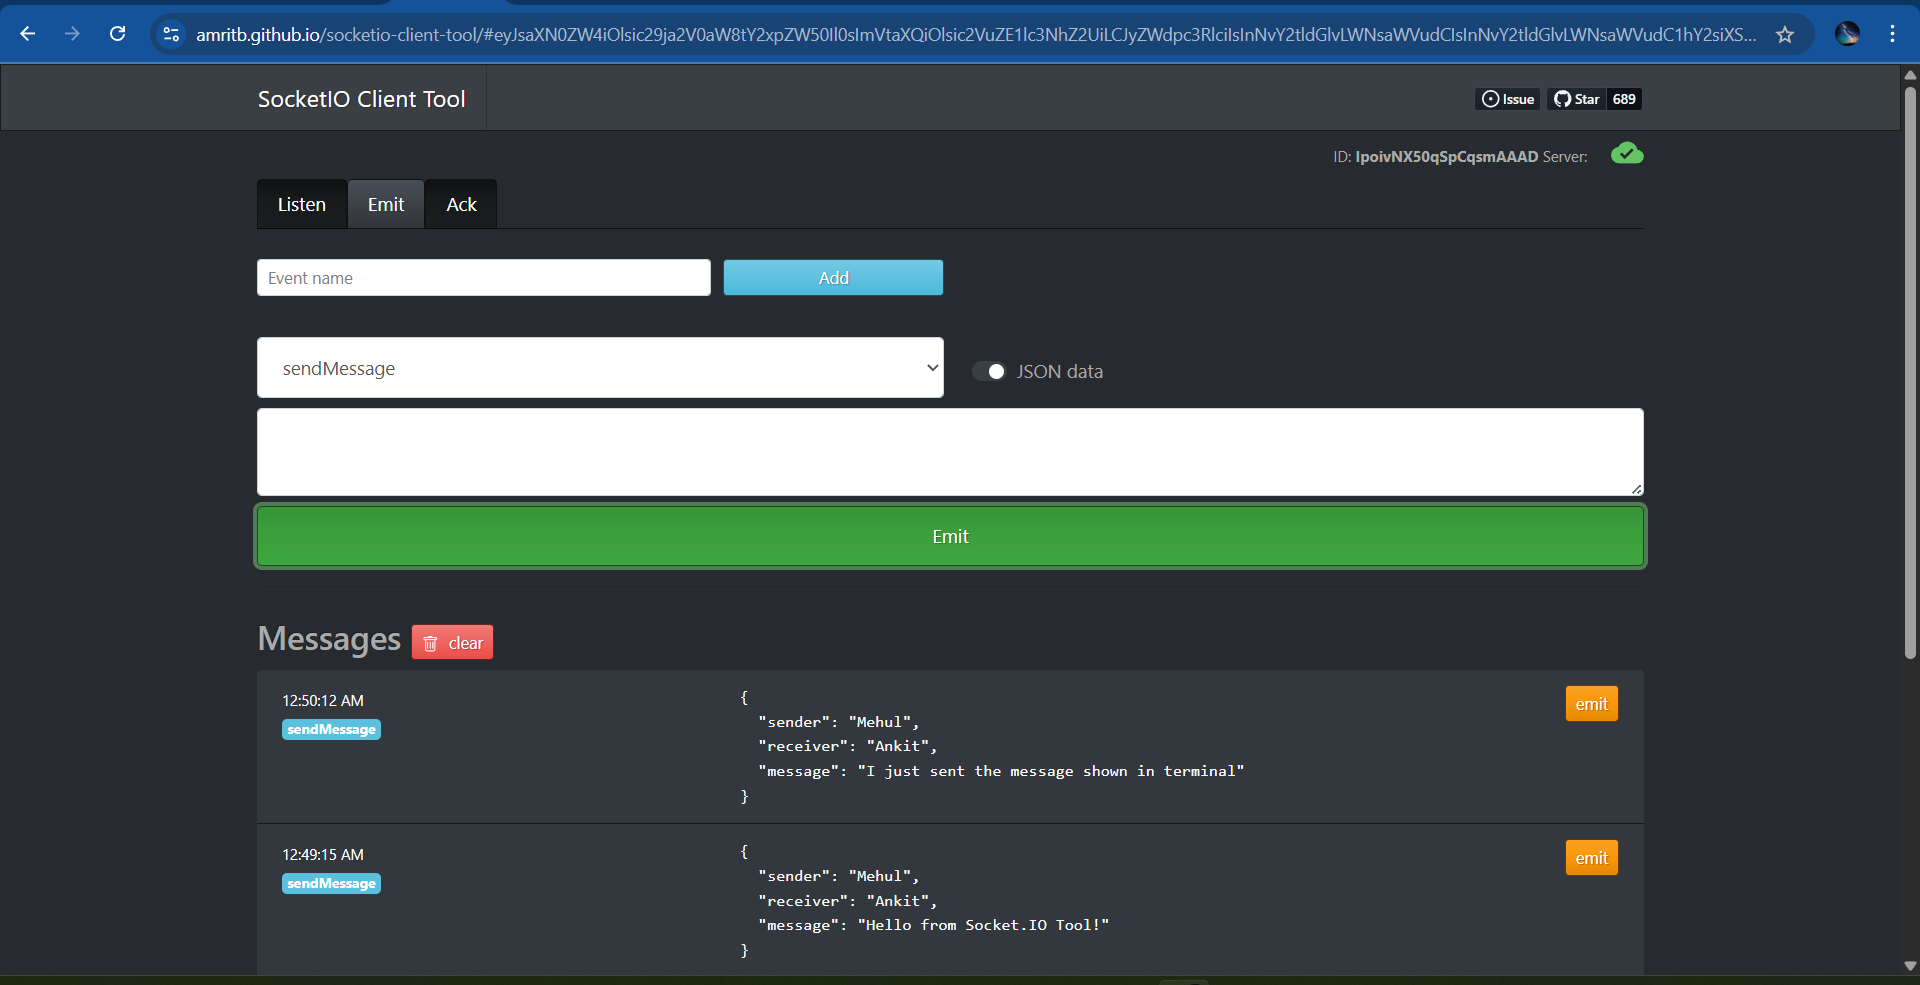 amritb.github.io/socketio-client-tool/#eyJsaXN0ZW4iOlsic29ja2V0aW8tY2xpZW50Il0sImVtaXQiOlsic2VuZE1lc3NhZ2UiLCJyZWdpc3RlciIsInNvY2tldGlvLWNsaWVudCIsInNvY2tldGlvLWNsaWVudC1hY2siXS...
SocketIO Client Tool
Issue Star 689
ID: IpoivNX50qSpCqsmAAAD Server:
Listen Emit Ack
Event name Add
sendMessage JSON data
Emit
Messages clear
12:50:12 AM
sendMessage
{
"sender": "Mehul",
"receiver": "Ankit",
"message": "I just sent the message shown in terminal"
}
emit
12:49:15 AM
sendMessage
{
"sender": "Mehul",
"receiver": "Ankit",
"message": "Hello from Socket.IO Tool!"
}
emit